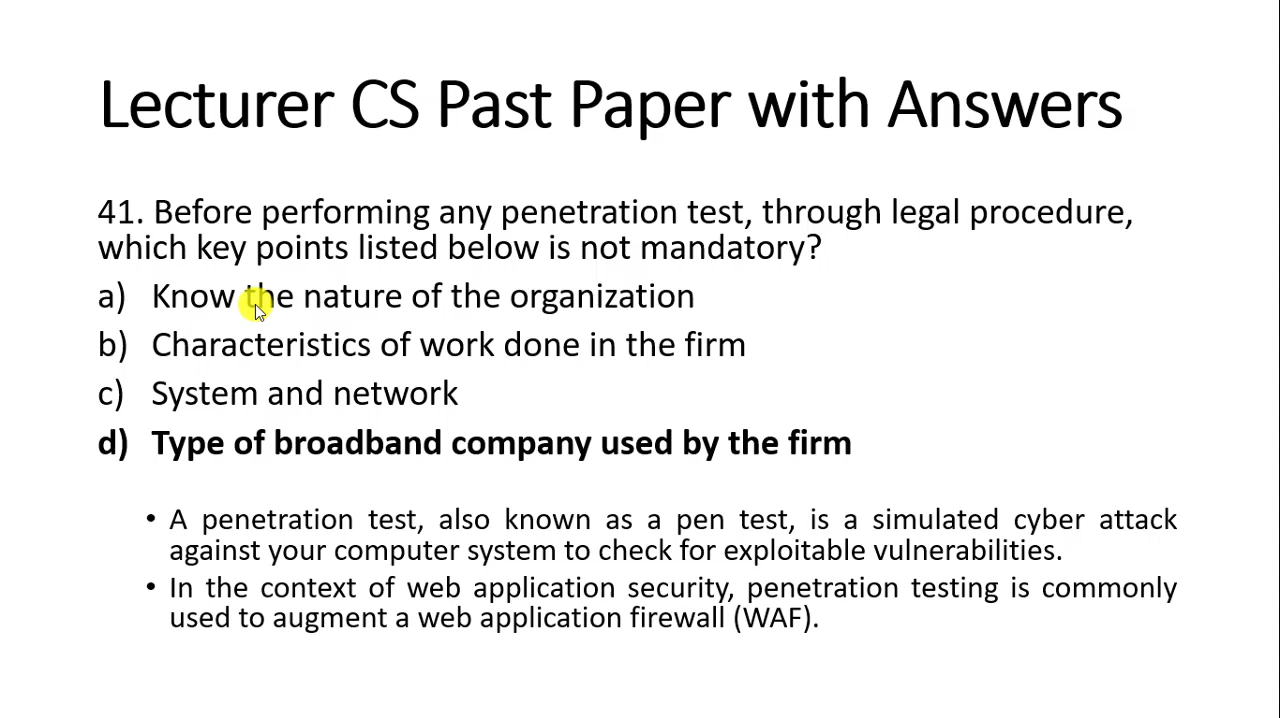 Lecturer CS Past Paper with Answers
41. Before performing any penetration test, through legal procedure,
which key points listed below is not mandatory?
a) Know the nature of the organization
b) Characteristics of work done in the firm
c) System and network
d) Type of broadband company used by the firm
• A penetration test, also known as a pen test, is a simulated cyber attack
against your computer system to check for exploitable vulnerabilities.
• In the context of web application security, penetration testing is commonly
used to augment a web application firewall (WAF).